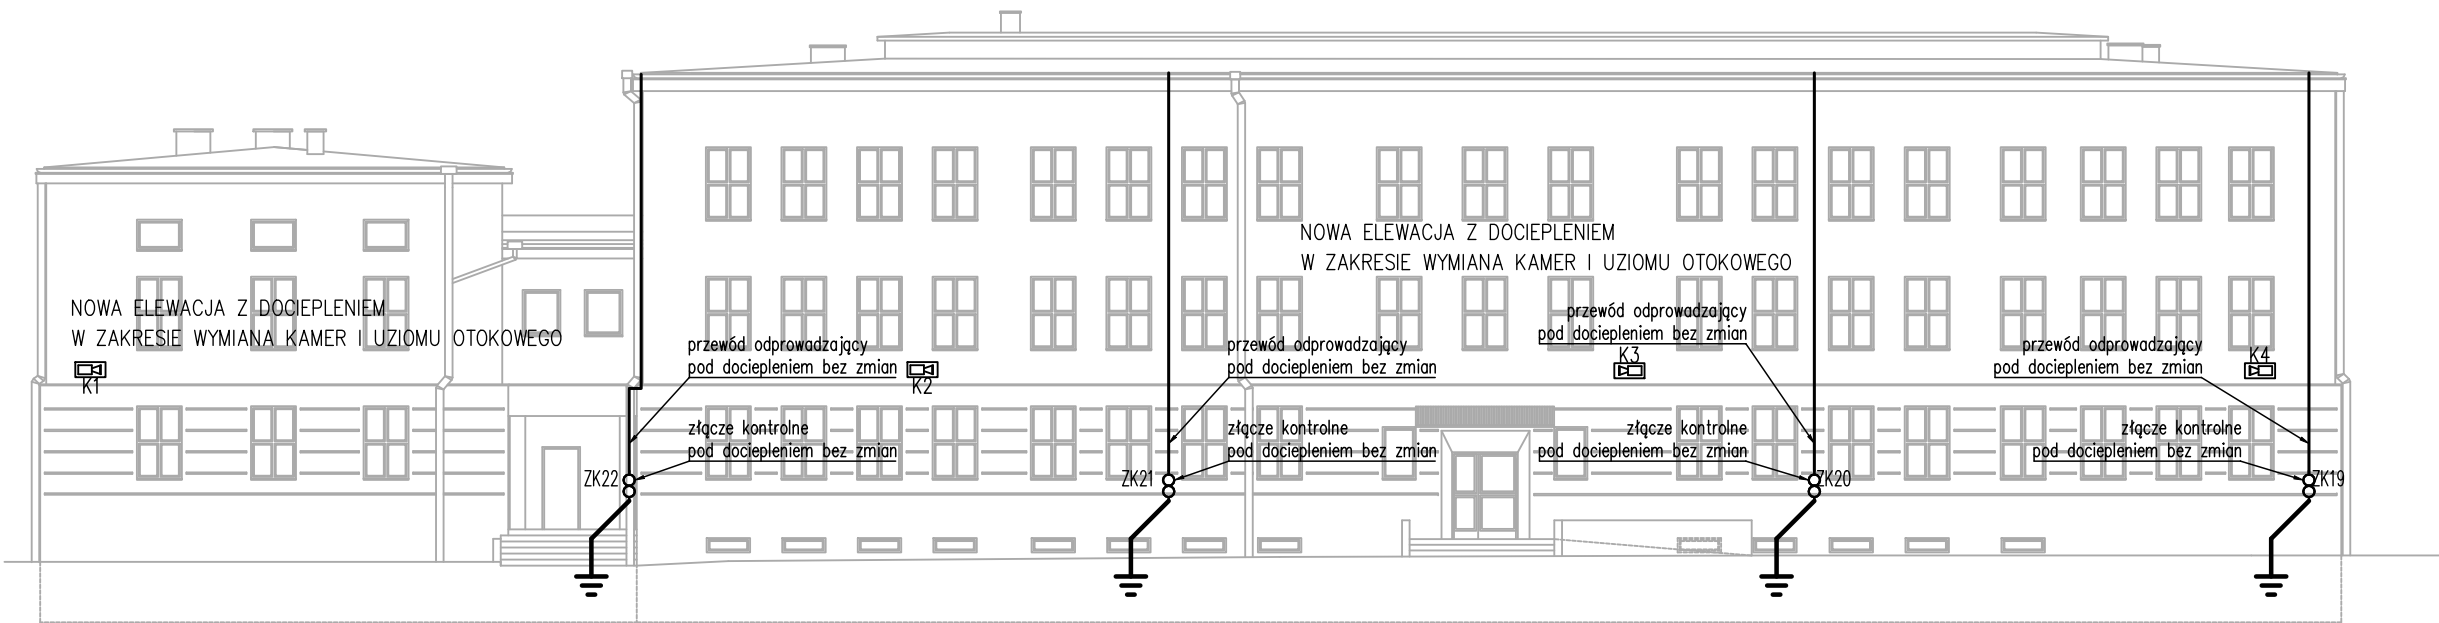 NOWA ELEWACJA Z DOCIEPLENIEM
W ZAKRESIE WYMIANA KAMER I UZIOMU OTOKOWEGO
NOWA ELEWACJA Z DOCIEPLENIEM
W ZAKRESIE WYMIANA KAMER I UZIOMU OTOKOWEGO
K1
przewód odprowadzający
pod dociepleniem bez zmian
K2
przewód odprowadzający
pod dociepleniem bez zmian
przewód odprowadzający
pod dociepleniem bez zmian
K3
przewód odprowadzający
pod dociepleniem bez zmian
K4
złącze kontrolne
pod dociepleniem bez zmian
ZK22
złącze kontrolne
pod dociepleniem bez zmian
ZK21
złącze kontrolne
pod dociepleniem bez zmian
ZK20
złącze kontrolne
pod dociepleniem bez zmian
ZK19